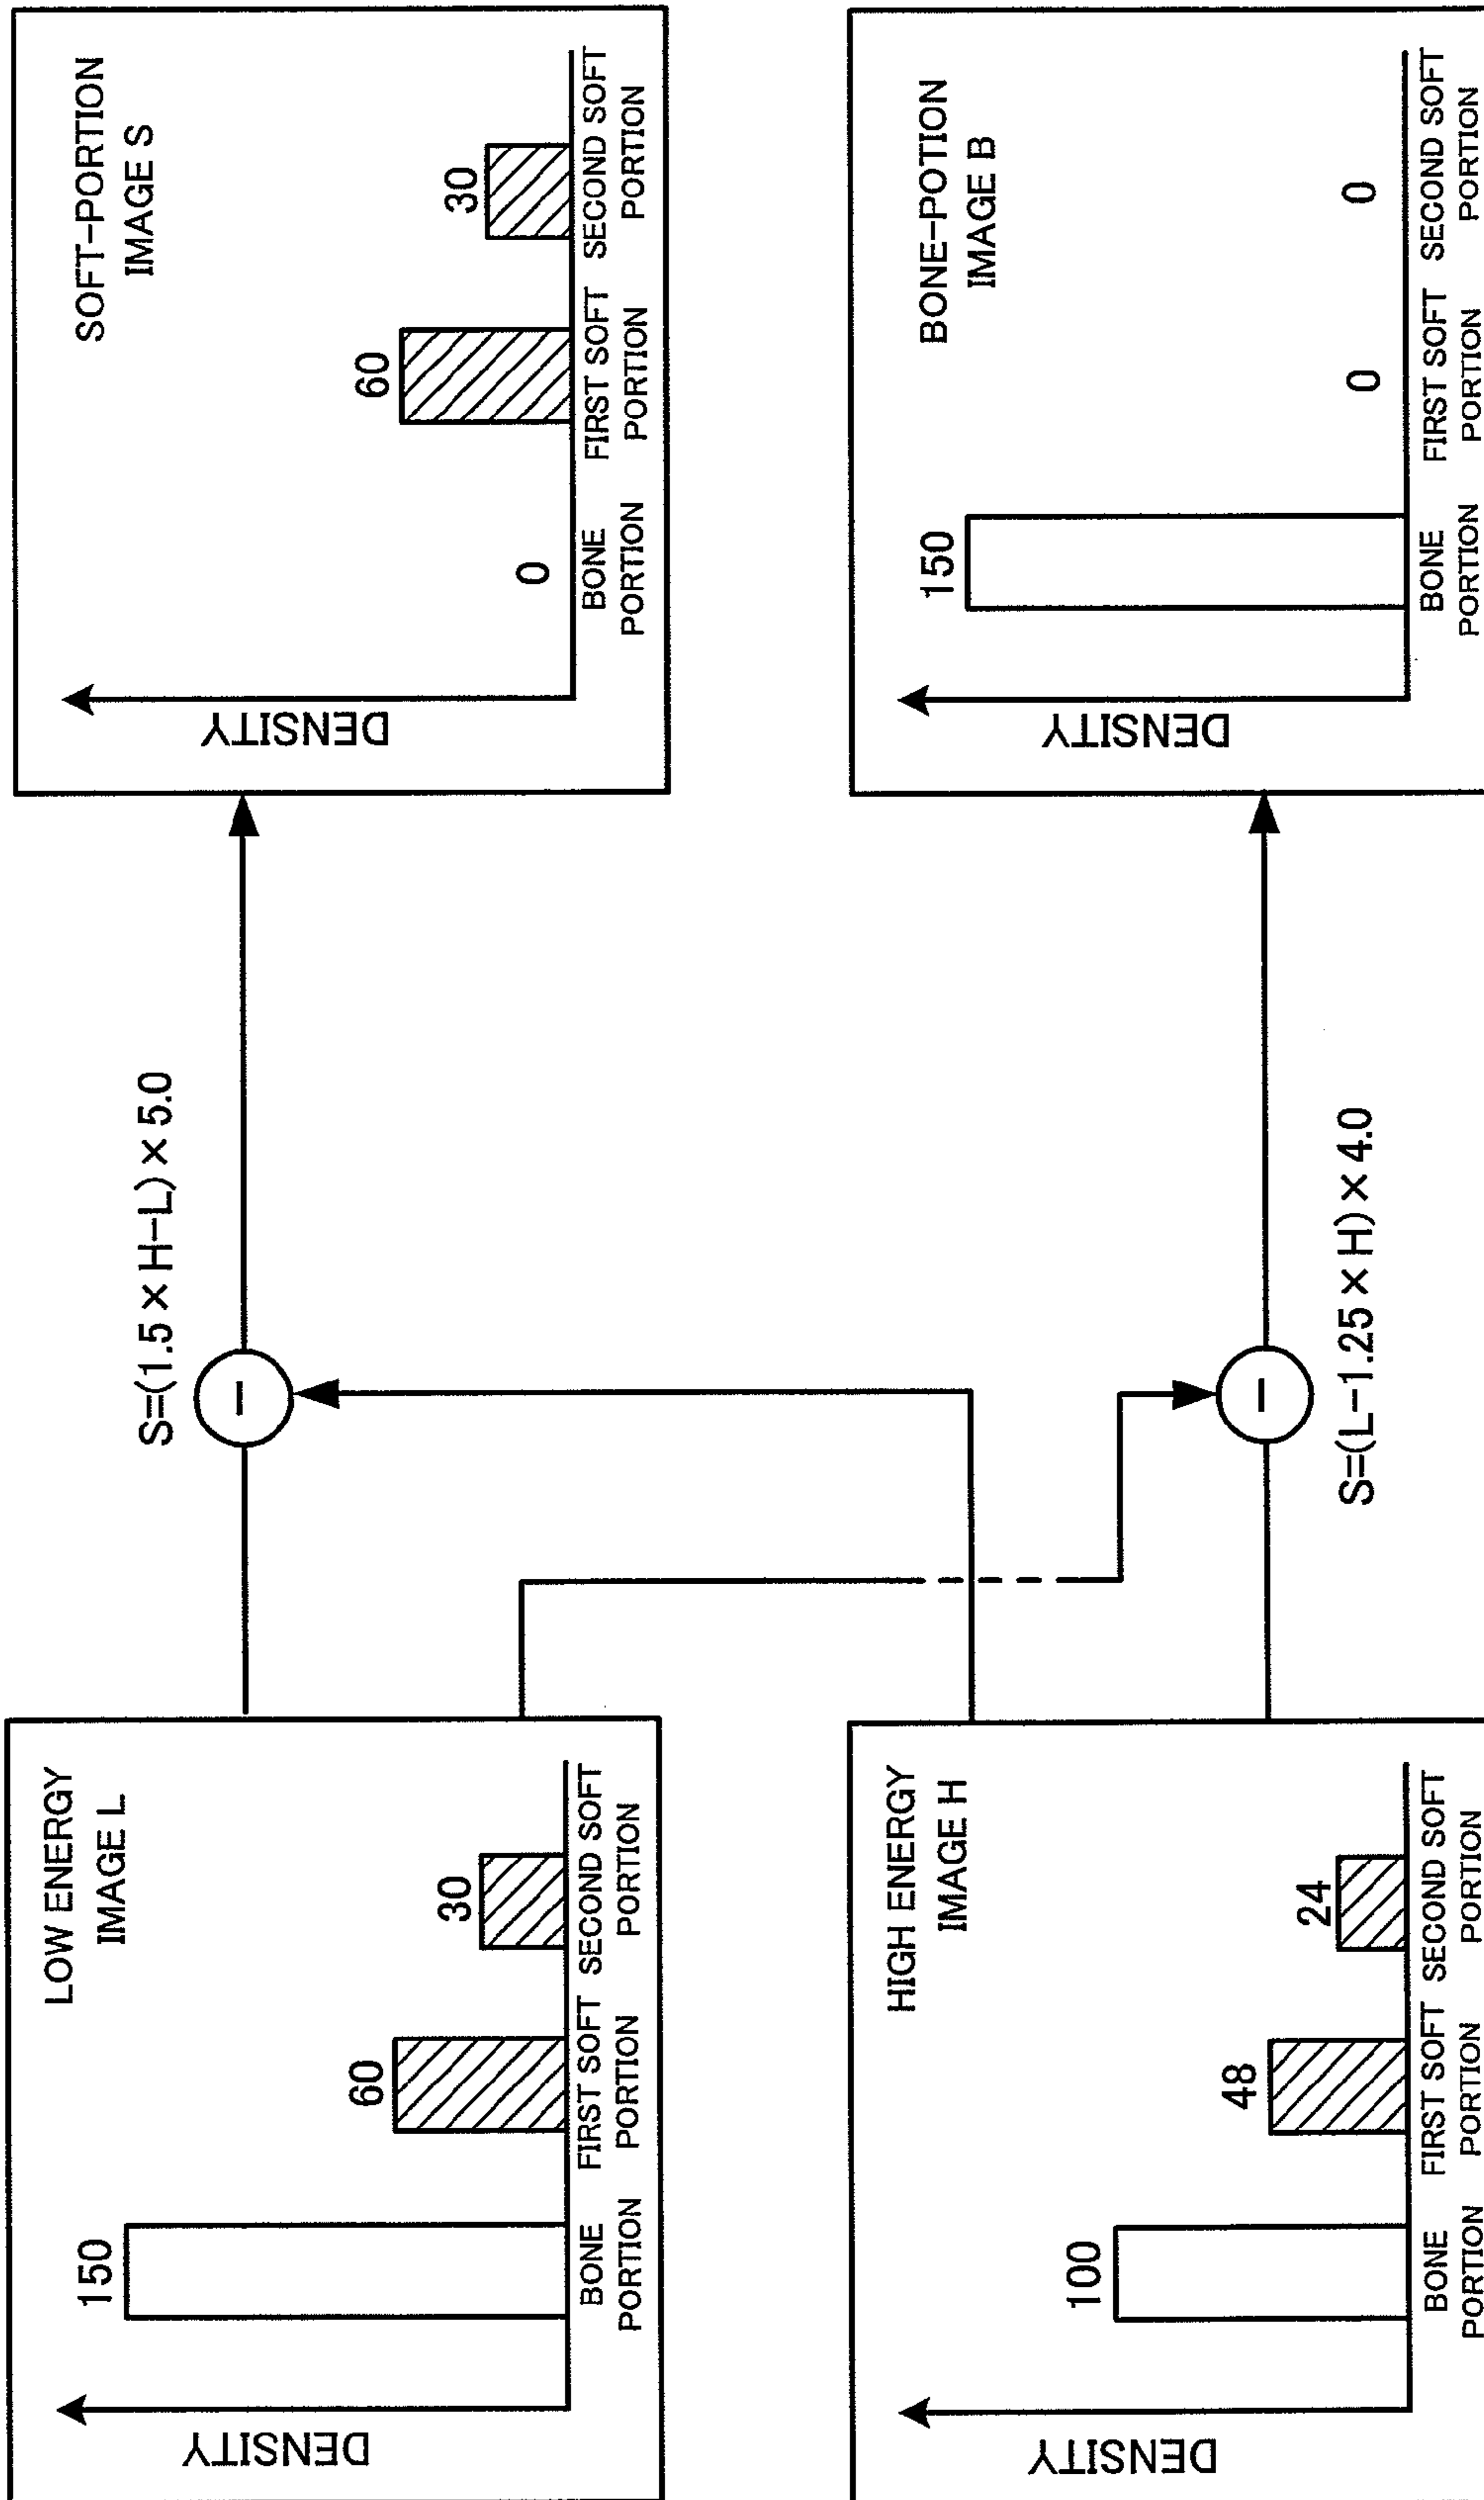 LOW ENERGY
IMAGE L
DENSITY
150
60
30
BONE
PORTION
FIRST SOFT
PORTION
SECOND SOFT
PORTION
S=(1.5×H-L)×5.0
−
SOFT-PORTION
IMAGE S
DENSITY
0
60
30
BONE
PORTION
FIRST SOFT
PORTION
SECOND SOFT
PORTION
HIGH ENERGY
IMAGE H
DENSITY
100
48
24
BONE
PORTION
FIRST SOFT
PORTION
SECOND SOFT
PORTION
−
S=(L-1.25×H)×4.0
BONE-POTION
IMAGE B
DENSITY
150
0
0
BONE
PORTION
FIRST SOFT
PORTION
SECOND SOFT
PORTION